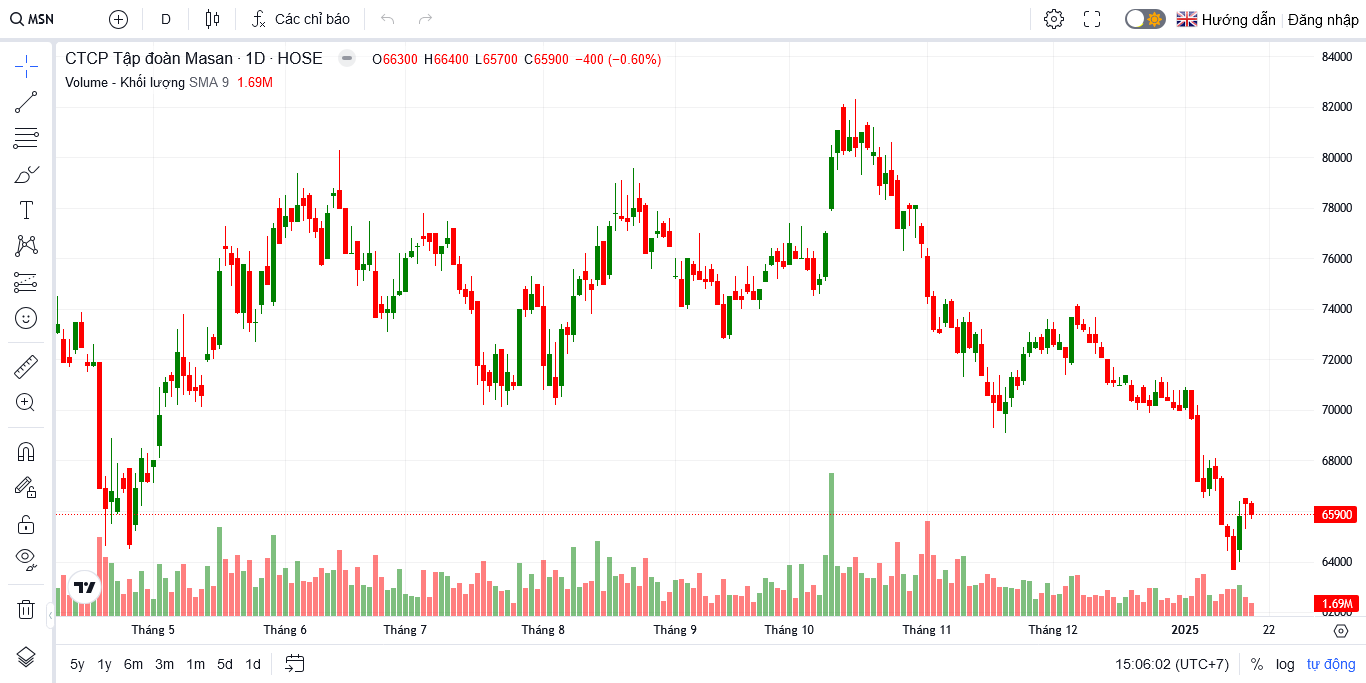 MSN D Các chỉ báo Hướng dẫn Đăng nhập
CTCP Tập đoàn Masan · 1D · HOSE O66300 H66400 L65700 C65900 −400 (−0.60%)
Volume - Khối lượng SMA 9 1.69M
84000
82000
80000
78000
76000
74000
72000
70000
68000
65900
64000
1.69M
62000
Tháng 5 Tháng 6 Tháng 7 Tháng 8 Tháng 9 Tháng 10 Tháng 11 Tháng 12 2025 22
5y 1y 6m 3m 1m 5d 1d 15:06:02 (UTC+7) % log tự động